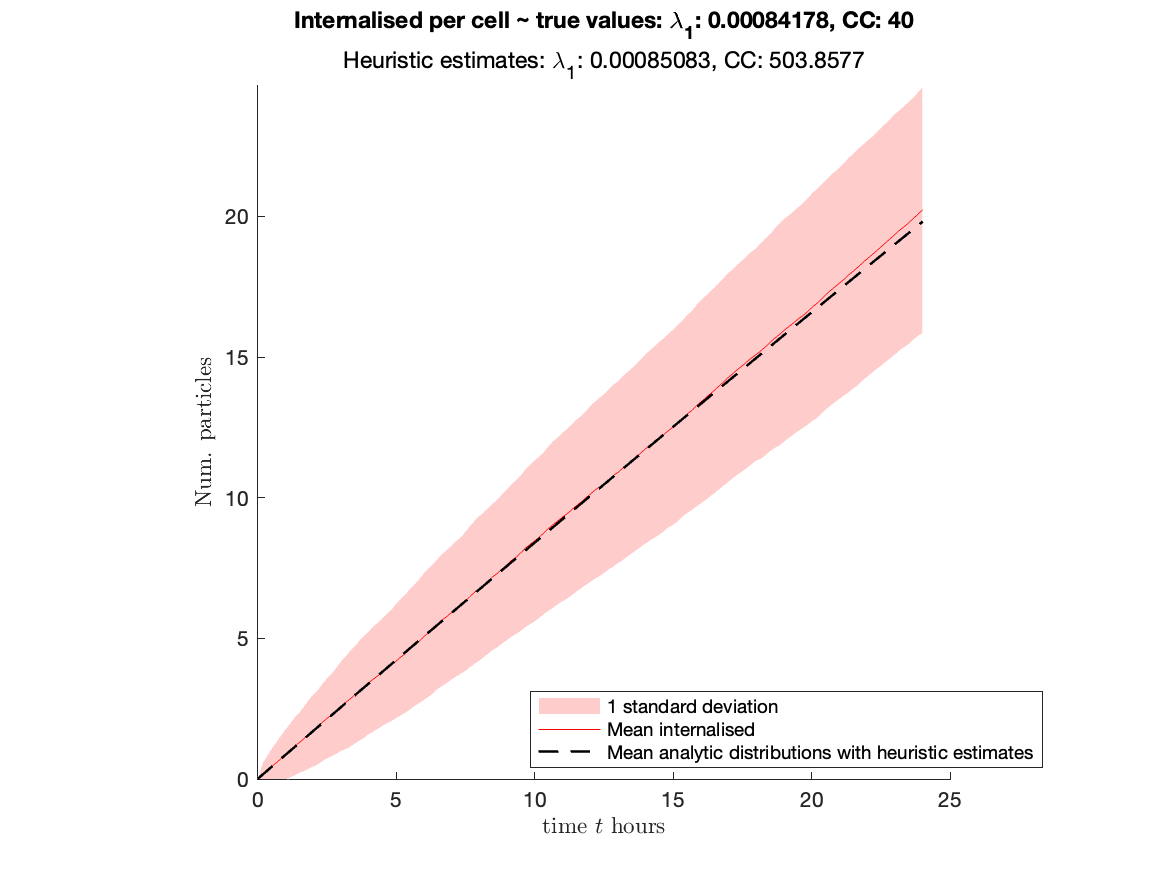 Internalised per cell ~ true values: λ1: 0.00084178, CC: 40
Heuristic estimates: λ1: 0.00085083, CC: 503.8577
20
15
10
5
0
Num. particles
0 5 10 15 20 25
time t hours
1 standard deviation
Mean internalised
Mean analytic distributions with heuristic estimates